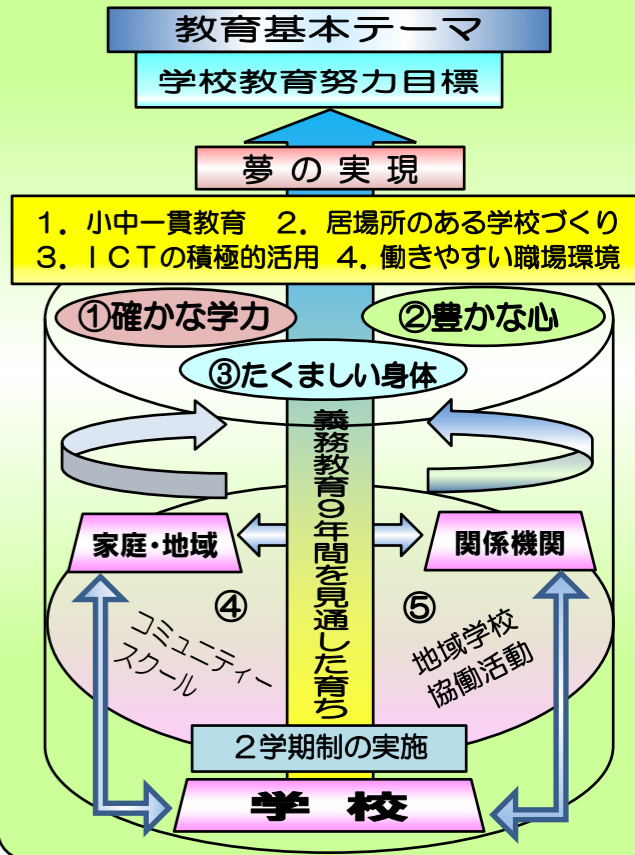 教育基本テーマ
学校教育努力目標
夢の実現
1．小中一貫教育　2．居場所のある学校づくり
3．ICTの積極的活用　4．働きやすい職場環境
①確かな学力
②豊かな心
③たくましい身体
義務教育9年間を見通した育ち
家庭・地域
関係機関
④
コミュニティー
スクール
⑤
地域学校
協働活動
2学期制の実施
学校